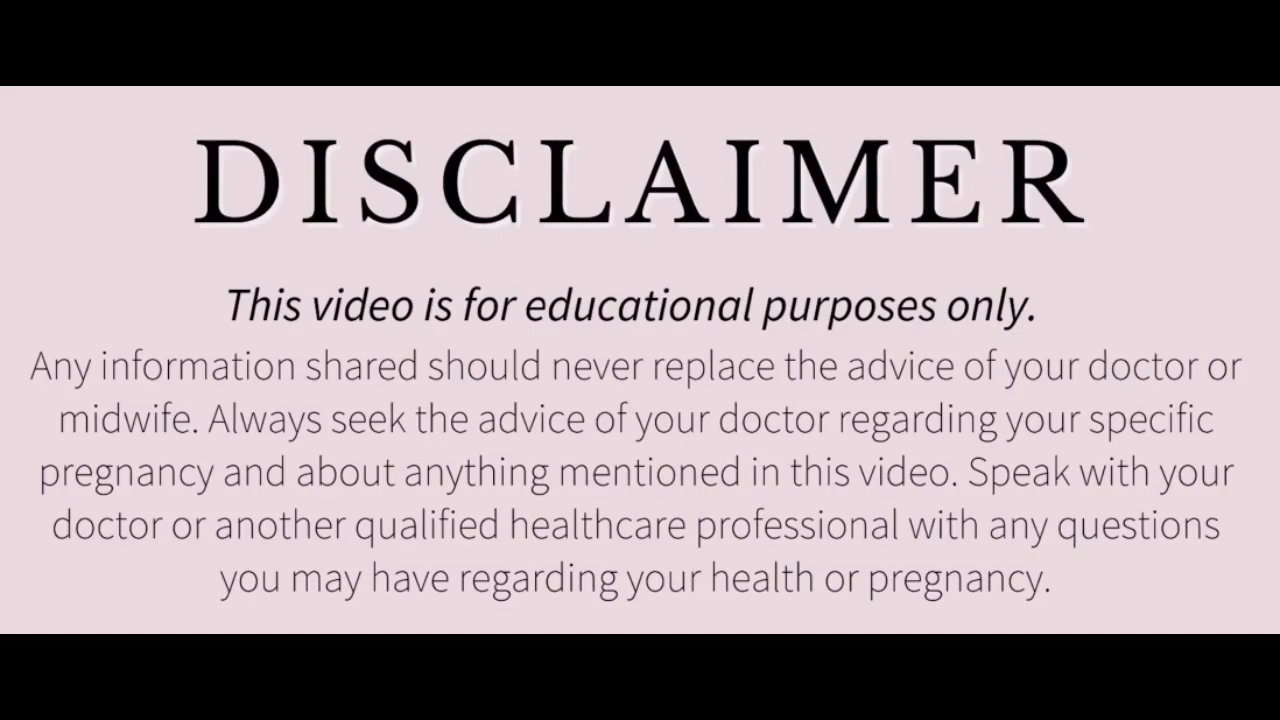 DISCLAIMER
This video is for educational purposes only.
Any information shared should never replace the advice of your doctor or
midwife. Always seek the advice of your doctor regarding your specific
pregnancy and about anything mentioned in this video. Speak with your
doctor or another qualified healthcare professional with any questions
you may have regarding your health or pregnancy.